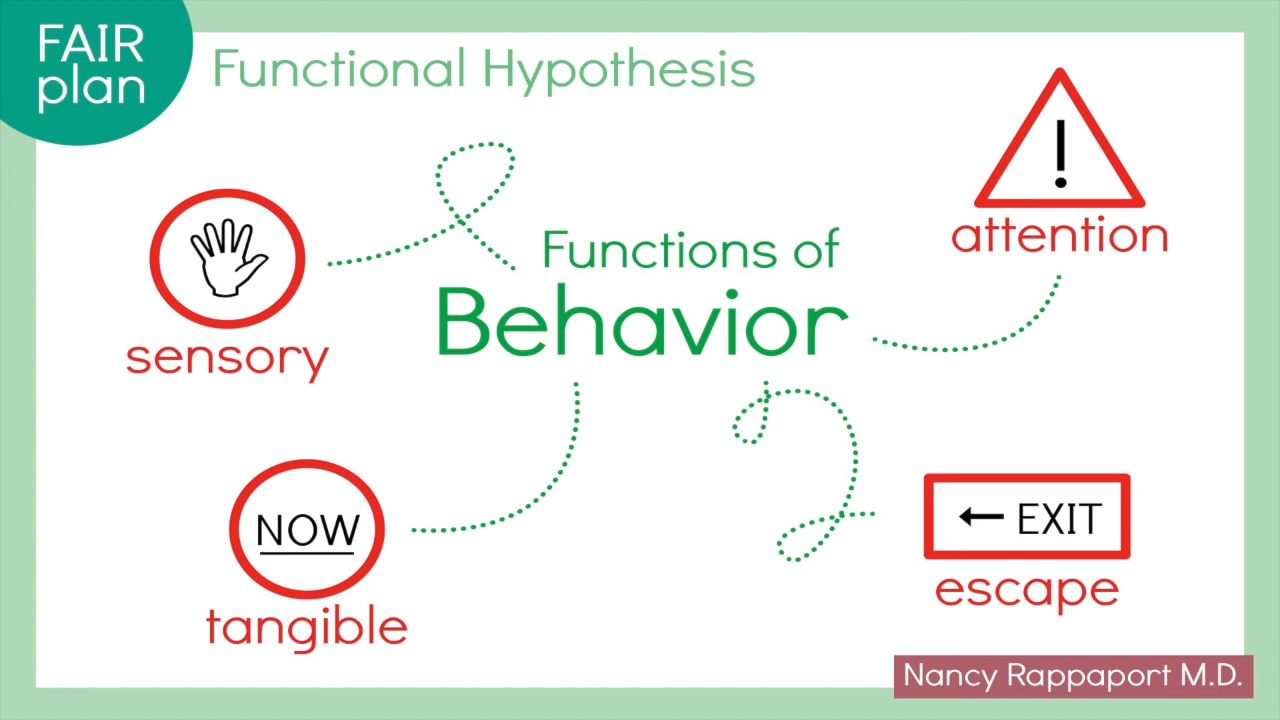 FAIR
plan
Functional Hypothesis
!
attention
Functions of
Behavior
sensory
NOW
tangible
← EXIT
escape
Nancy Rappaport M.D.